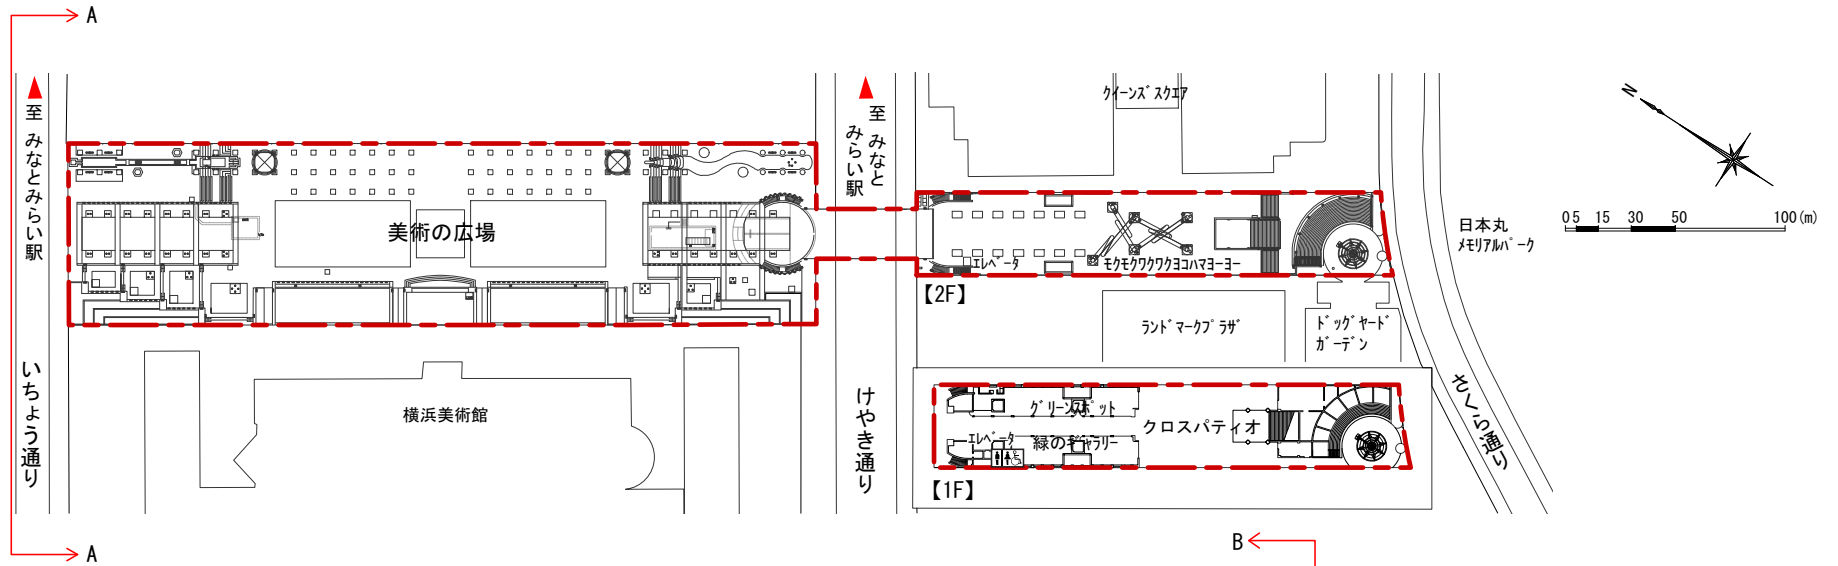 A
至 みなとみらい駅
いちょう通り
美術の広場
横浜美術館
A
至 みなと
みらい駅
けやき通り
クイーンズスクエア
エレベータ
モクモクワクワクヨコハマヨーヨー
【2F】
ランドマークプラザ
ドッグヤード
ガーデン
グリーンスポット
エレベータ
緑のギャラリー
クロスパティオ
【1F】
さくら通り
日本丸
メモリアルパーク
N
0 5 15 30 50 100(m)
B